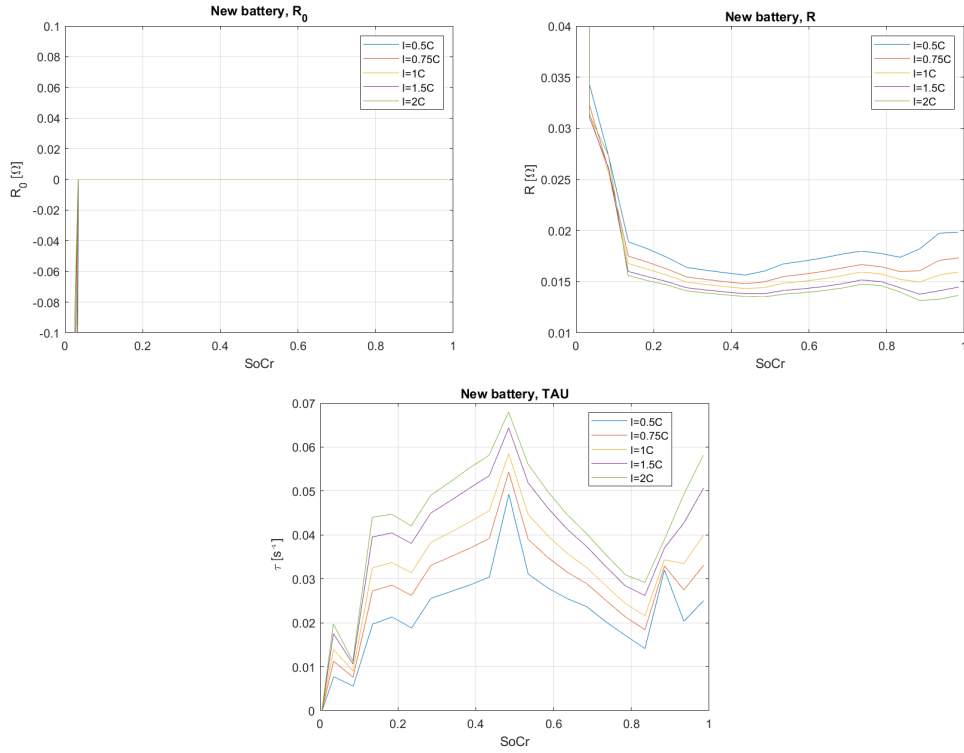 New battery, R₀
R₀ [Ω]
0.1
0.08
0.06
0.04
0.02
0
-0.02
-0.04
-0.06
-0.08
-0.1
0 0.2 0.4 0.6 0.8 1
SoCr
I=0.5C
I=0.75C
I=1C
I=1.5C
I=2C
New battery, R
R [Ω]
0.04
0.035
0.03
0.025
0.02
0.015
0.01
0 0.2 0.4 0.6 0.8 1
SoCr
I=0.5C
I=0.75C
I=1C
I=1.5C
I=2C
New battery, TAU
τ [s⁻¹]
0.07
0.06
0.05
0.04
0.03
0.02
0.01
0
0 0.2 0.4 0.6 0.8 1
SoCr
I=0.5C
I=0.75C
I=1C
I=1.5C
I=2C